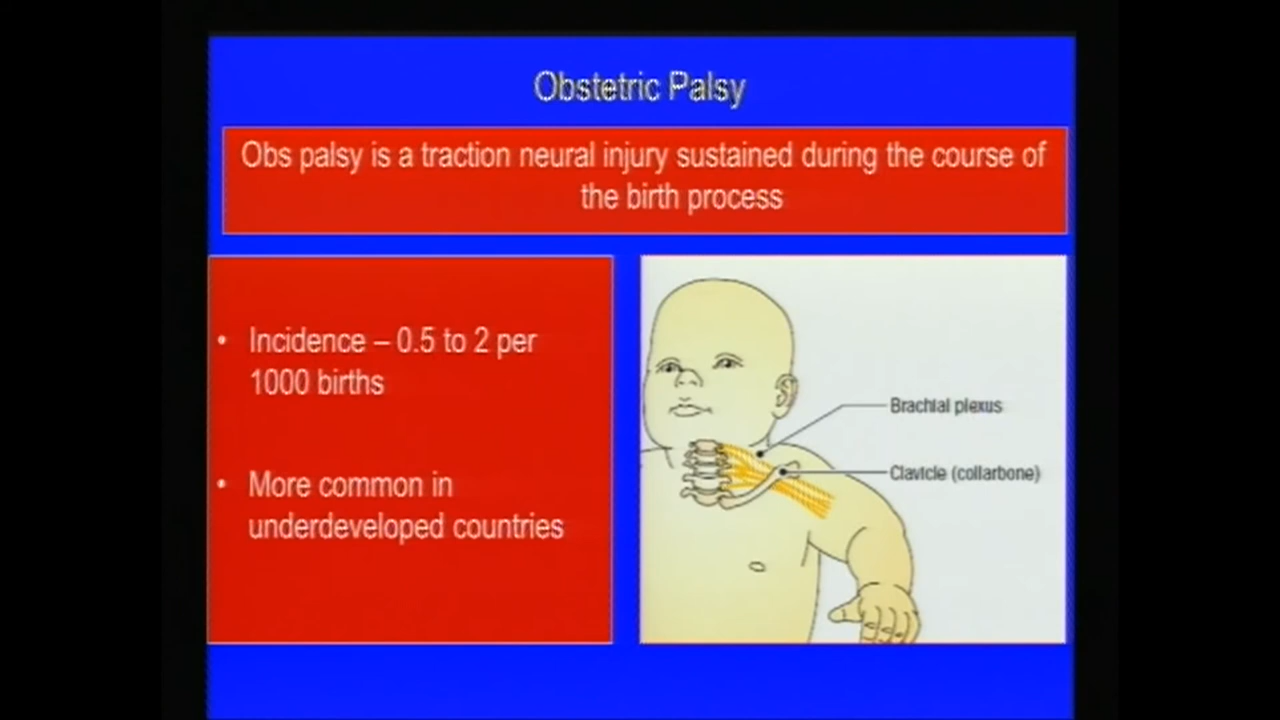 Obstetric Palsy
Obs palsy is a traction neural injury sustained during the course of
the birth process
• Incidence – 0.5 to 2 per
1000 births
• More common in
underdeveloped countries
Brachial plexus
Clavicle (collarbone)